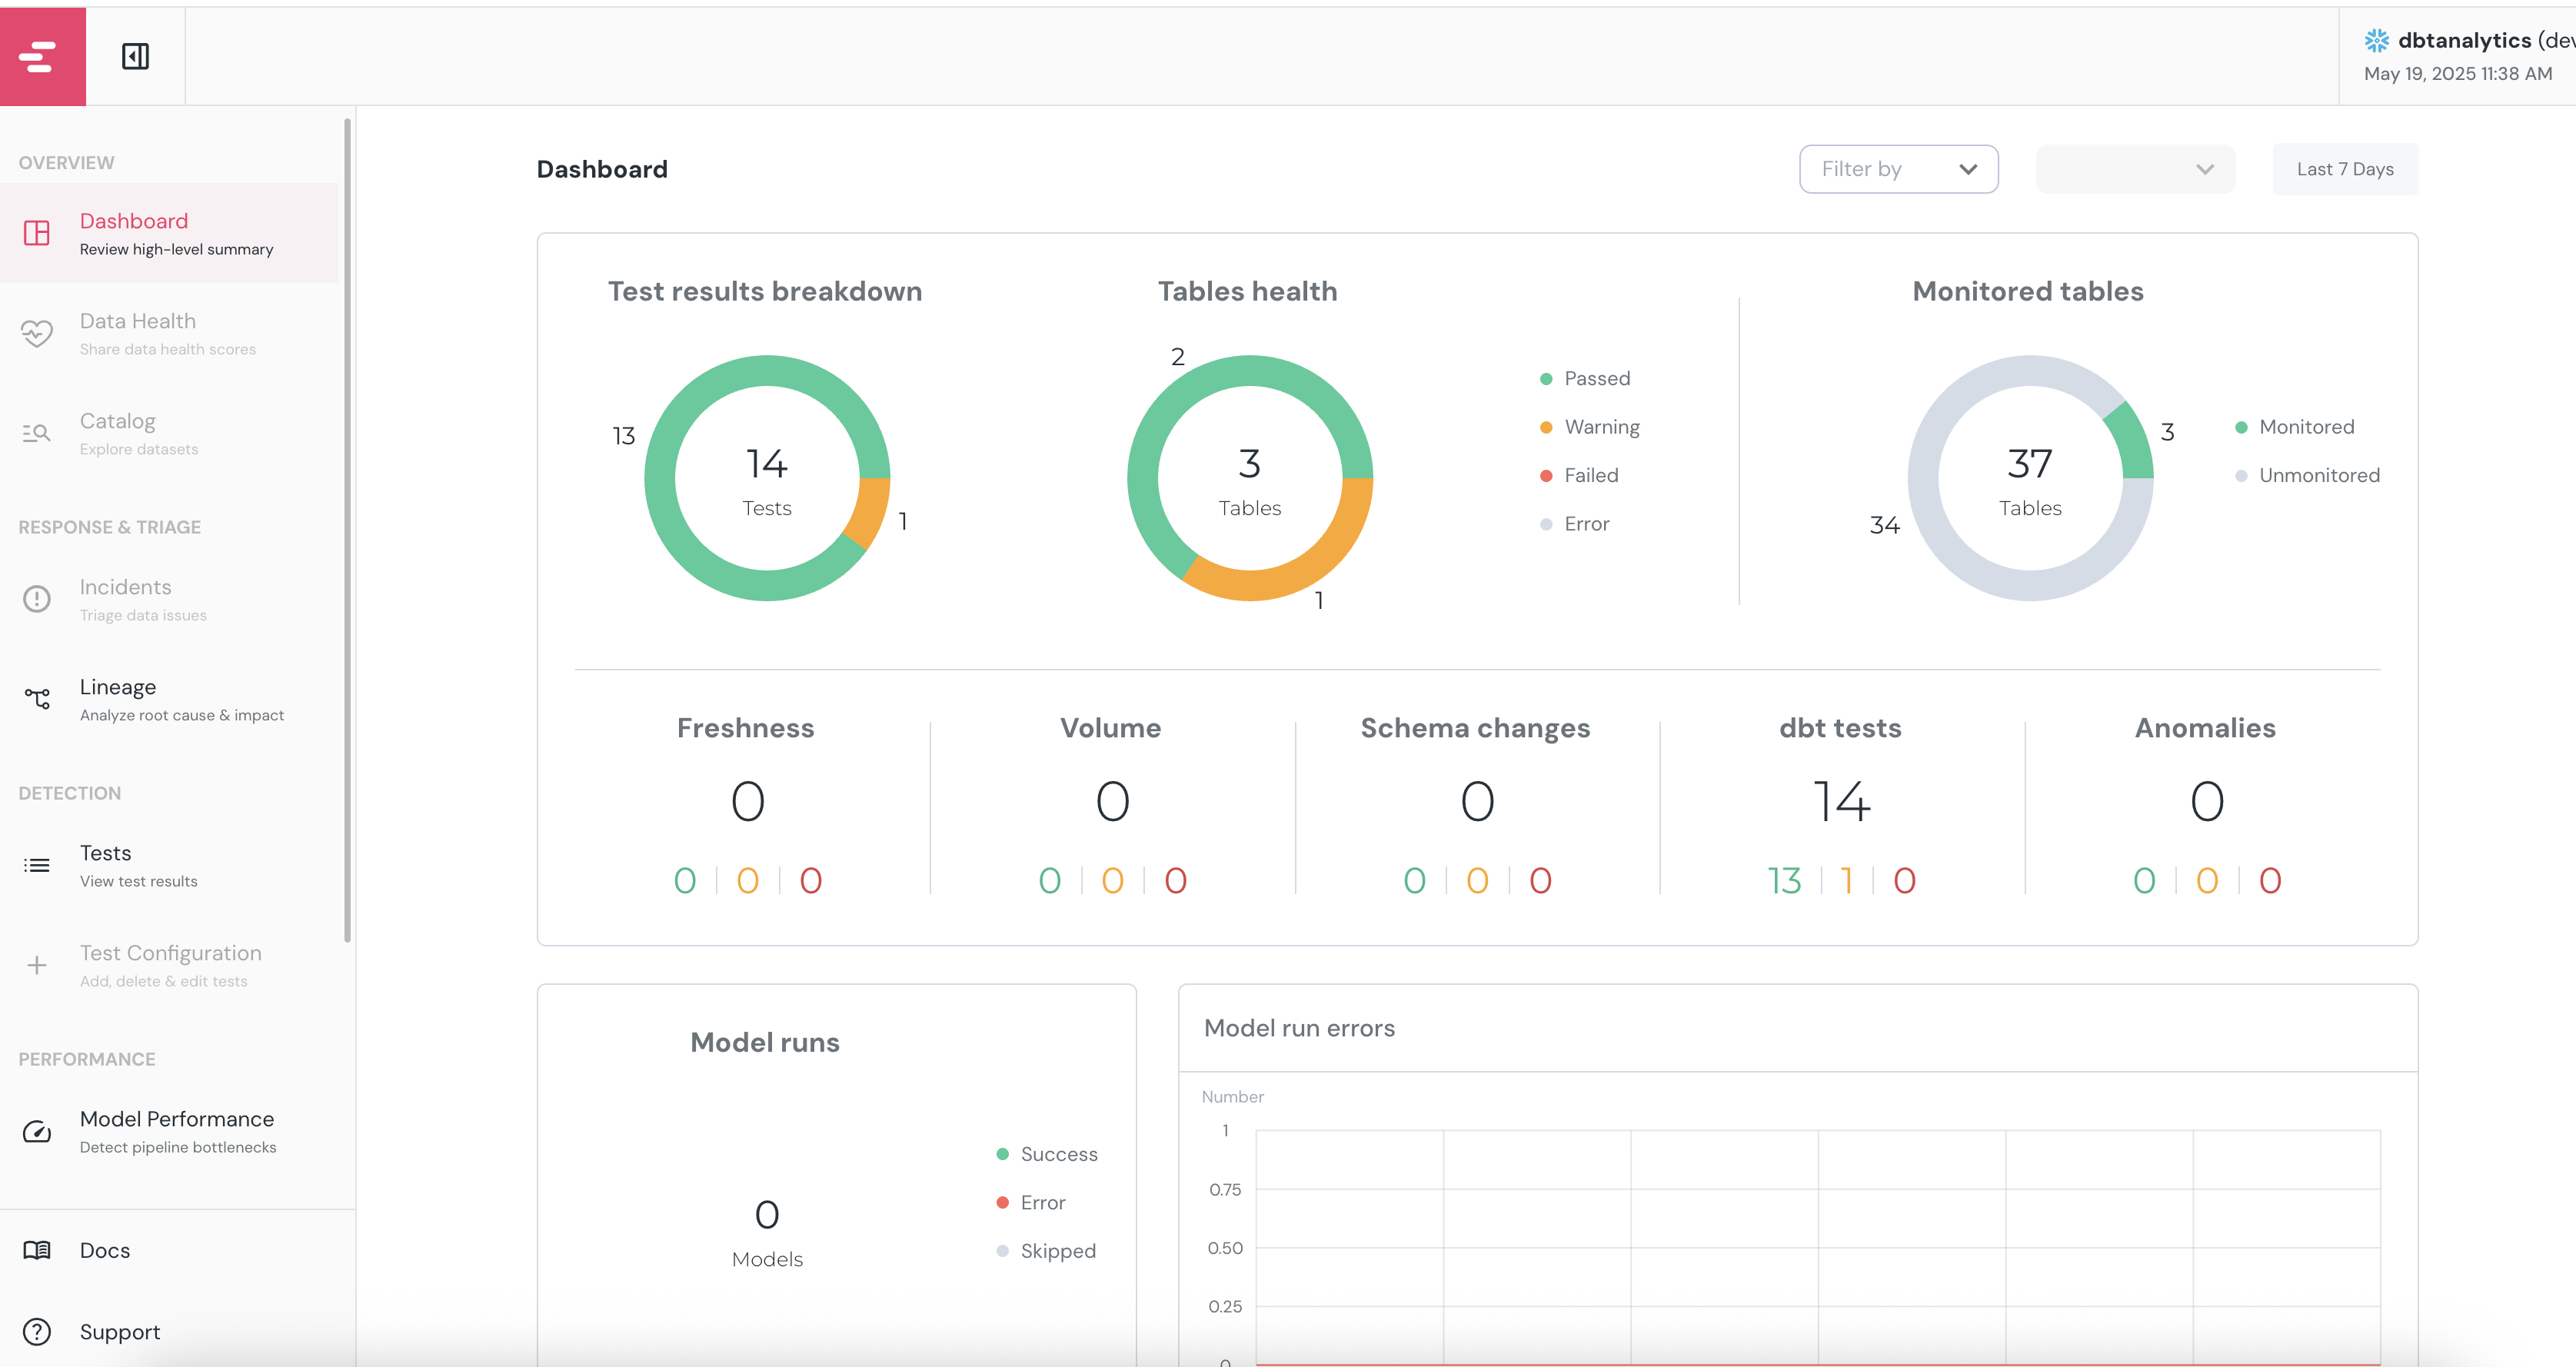 dbtanalytics (dev
May 19, 2025 11:38 AM
OVERVIEW
Dashboard
Review high-level summary
Data Health
Share data health scores
Catalog
Explore datasets
RESPONSE & TRIAGE
Incidents
Triage data issues
Lineage
Analyze root cause & impact
DETECTION
Tests
View test results
Test Configuration
Add, delete & edit tests
PERFORMANCE
Model Performance
Detect pipeline bottlenecks
Docs
Support
Dashboard
Filter by
Last 7 Days
Test results breakdown
13
14
Tests
1
Tables health
2
3
Tables
1
Passed
Warning
Failed
Error
Monitored tables
3
37
Tables
34
Monitored
Unmonitored
Freshness
0
0 0 0
Volume
0
0 0 0
Schema changes
0
0 0 0
dbt tests
14
13 1 0
Anomalies
0
0 0 0
Model runs
0
Models
Success
Error
Skipped
Model run errors
Number
1
0.75
0.50
0.25
0